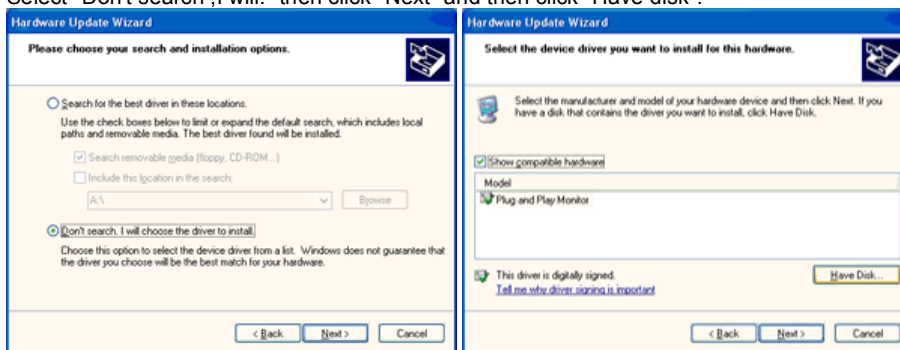 Select "Don't search ,I will." then click "Next" and then click "Have disk".
Hardware Update Wizard
Please choose your search and installation options.
Search for the best driver in these locations.
Use the check boxes below to limit or expand the default search, which includes local
paths and removable media. The best driver found will be installed.
Search removable media (floppy, CD-ROM...)
Include this location in the search:
A:\
Browse
Don't search. I will choose the driver to install.
Choose this option to select the device driver from a list. Windows does not guarantee that
the driver you choose will be the best match for your hardware.
< Back
Next >
Cancel
Hardware Update Wizard
Select the device driver you want to install for this hardware.
Select the manufacturer and model of your hardware device and then click Next. If you
have a disk that contains the driver you want to install, click Have Disk.
Show compatible hardware
Model
Plug and Play Monitor
This driver is digitally signed.
Tell me why driver signing is important
Have Disk...
< Back
Next >
Cancel